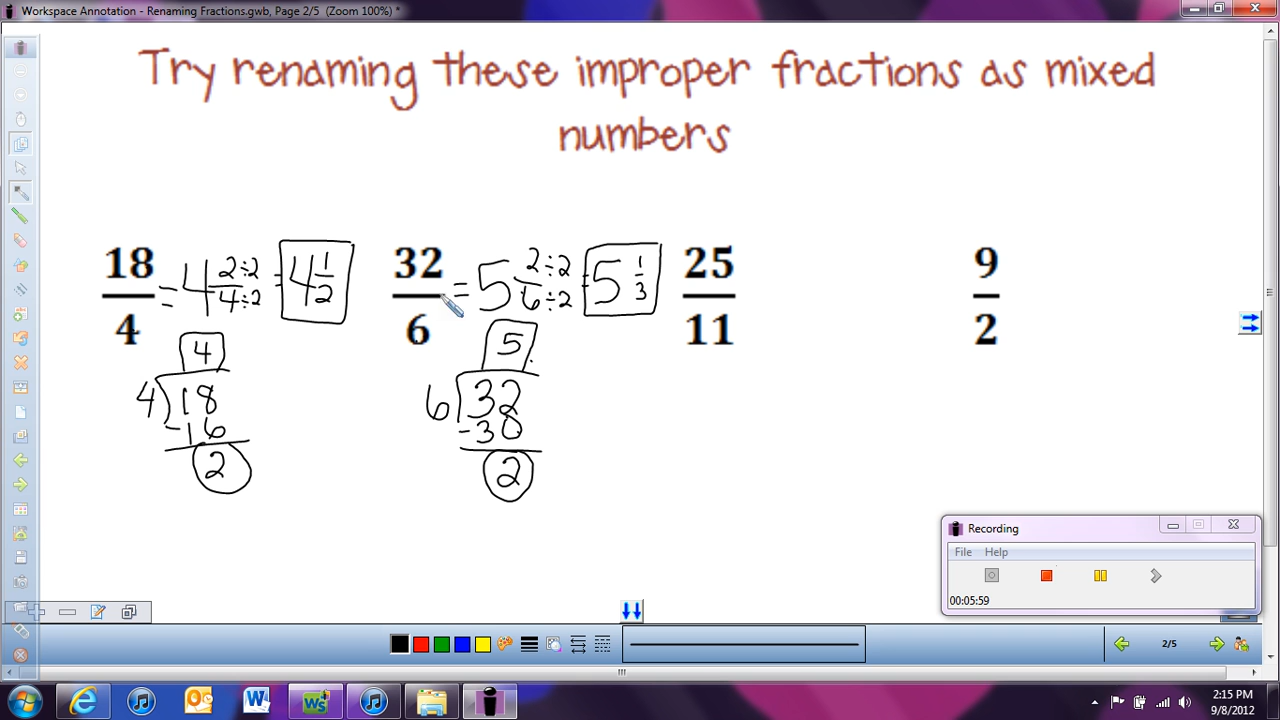 Workspace Annotation - Renaming Fractions.gwb, Page 2/5 (Zoom 100%) *
Try renaming these improper fractions as mixed
numbers
18/4 = 4 2÷2/4÷2 = 4 1/2
4
4 18
-16
2
32/6 = 5 2÷2/6÷2 = 5 1/3
5
6 32
-30
2
25/11
9/2
Recording
File Help
00:05:59
2/5
2:15 PM
9/8/2012